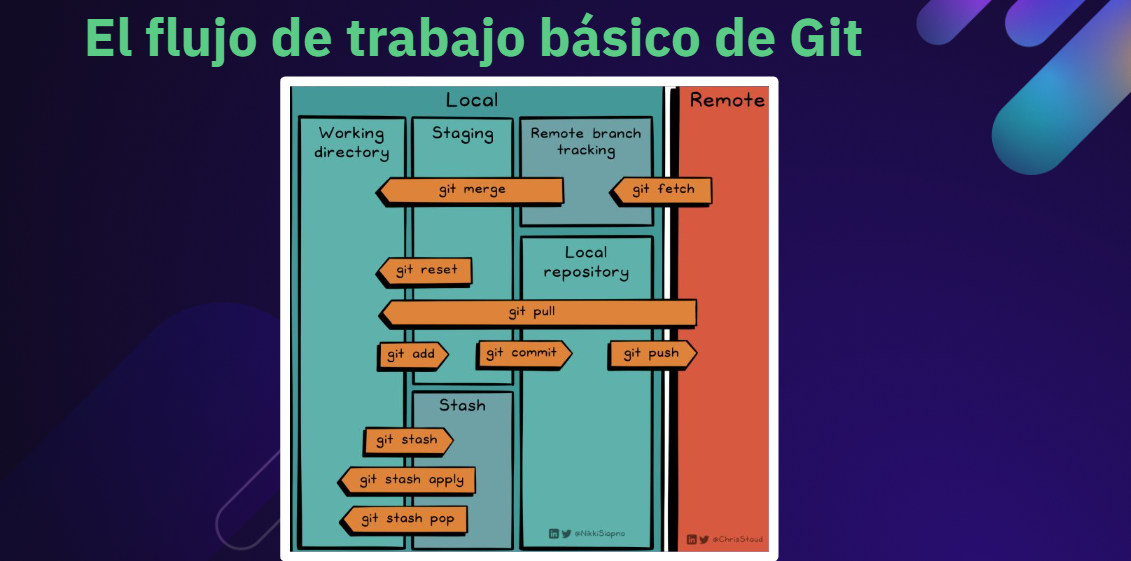 El flujo de trabajo básico de Git
Local
Remote
Working
directory
Staging
Remote branch
tracking
git merge
git fetch
Local
repository
git reset
git pull
git add
git commit
git push
Stash
git stash
git stash apply
git stash pop
@NikkiSiapno
@ChrisStaud